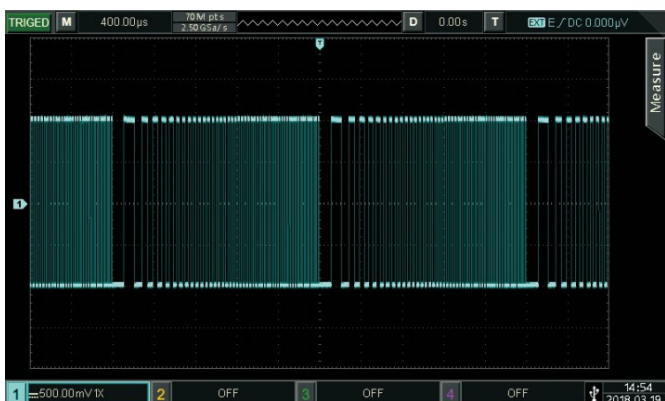 TRIGED M 400.00μs 70M pts D 0.00s T EXT E / DC 0.000μV
2.50GSa/s
T
Measure
1
1 500.00mV 1X 2 OFF 3 OFF 4 OFF 14:54
2018.03.19